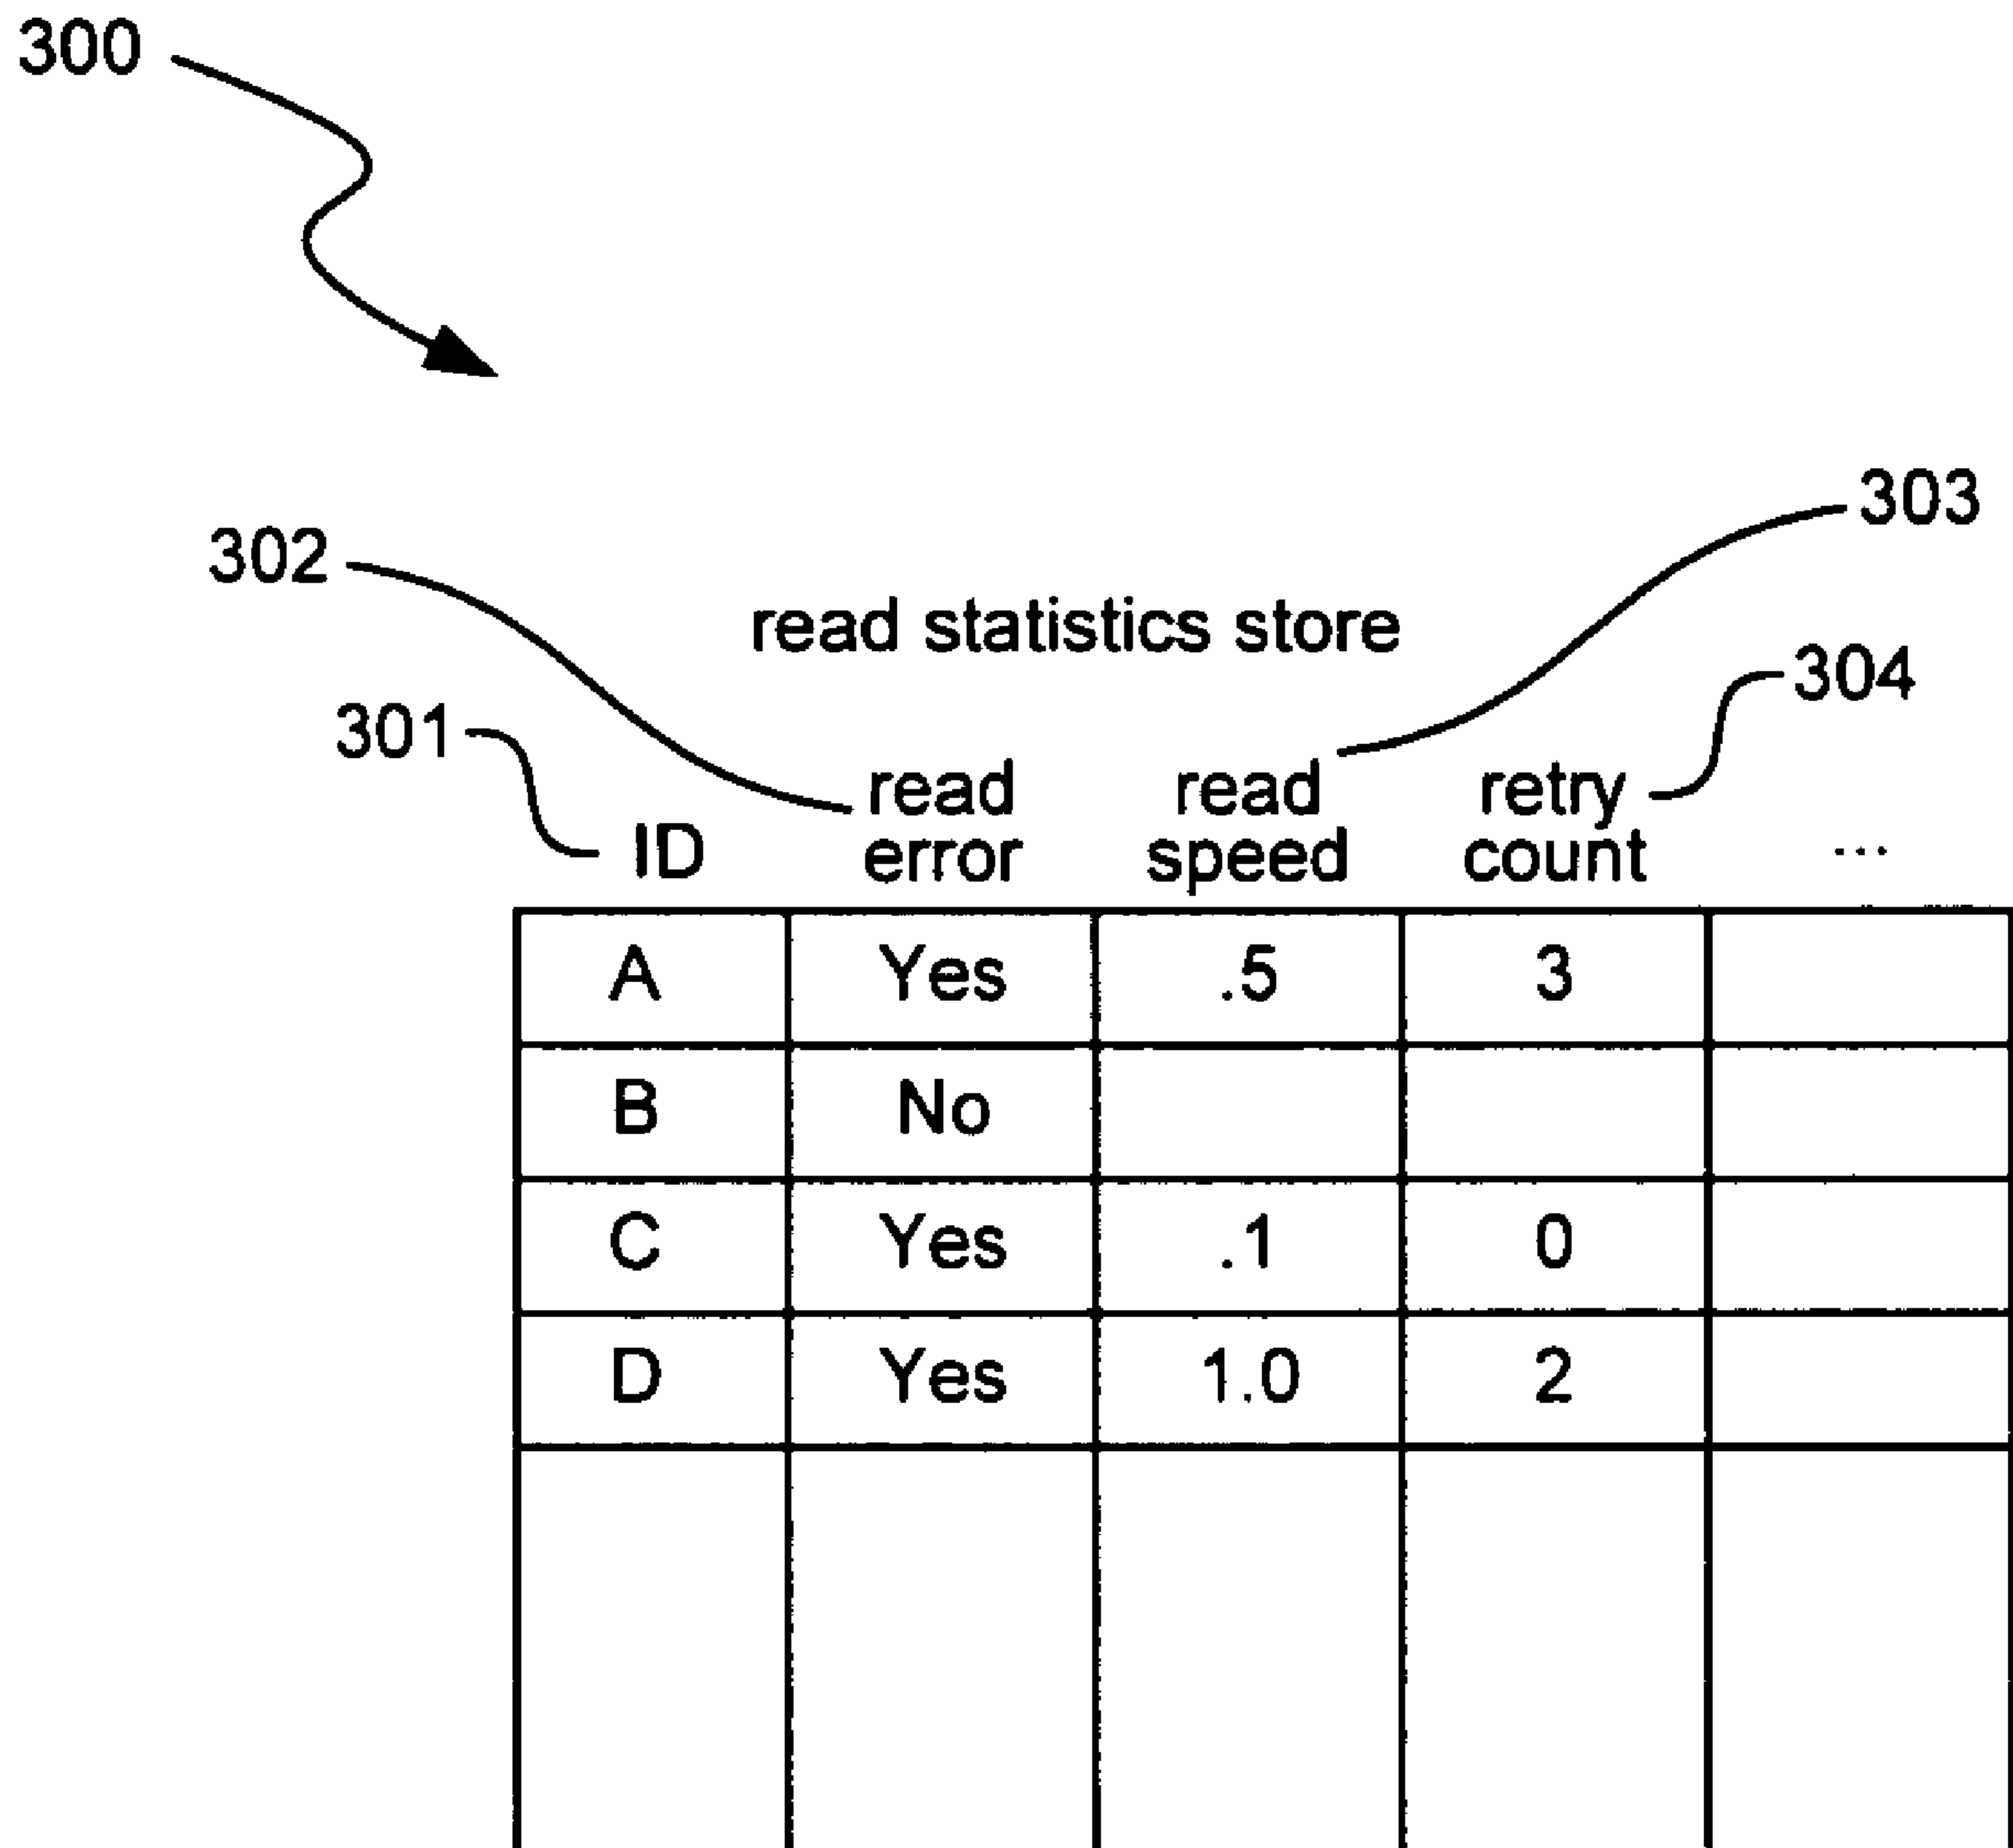 300
303
302
read statistics store
304
301
read read retry
ID error speed count ...
A Yes .5 3
B No
C Yes .1 0
D Yes 1.0 2